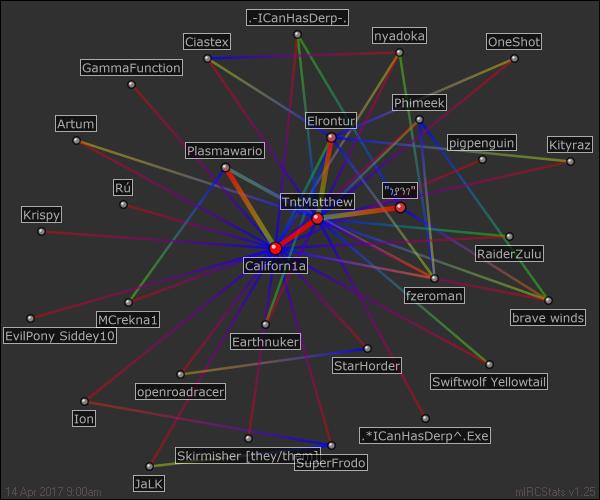 .-ICanHasDerp-.
Ciastex
nyadoka
OneShot
GammaFunction
Phimeek
Artum
Elrontur
Plasmawario
pigpenguin
Kityraz
Rú
TntMatthew
Krispy
RaiderZulu
Californ1a
fzeroman
MCrekna1
brave winds
EvilPony Siddey10
Earthnuker
StarHorder
Swiftwolf Yellowtail
openroadracer
Ion
.*ICanHasDerp^.Exe
Skirmisher [they/them]
SuperFrodo
JaLK
14 Apr 2017 9:00am
mIRCStats v1.25